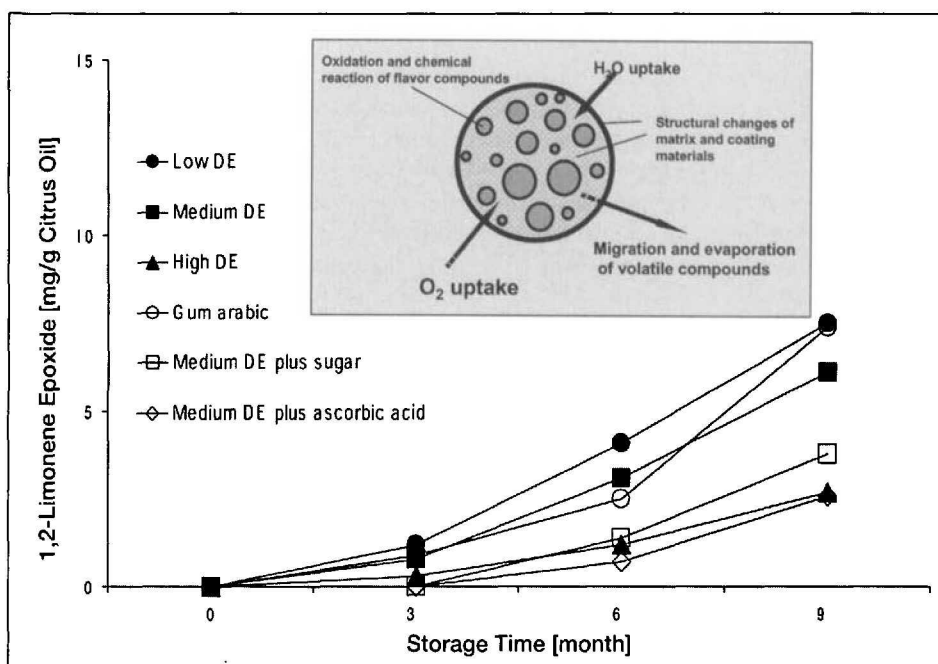 15
10
5
0
1,2-Limonene Epoxide [mg/g Citrus Oil]
Low DE
Medium DE
High DE
Gum arabic
Medium DE plus sugar
Medium DE plus ascorbic acid
Oxidation and chemical
reaction of flavor compounds
H₂O uptake
Structural changes of
matrix and coating
materials
Migration and evaporation
of volatile compounds
O₂ uptake
0
3
6
9
Storage Time [month]